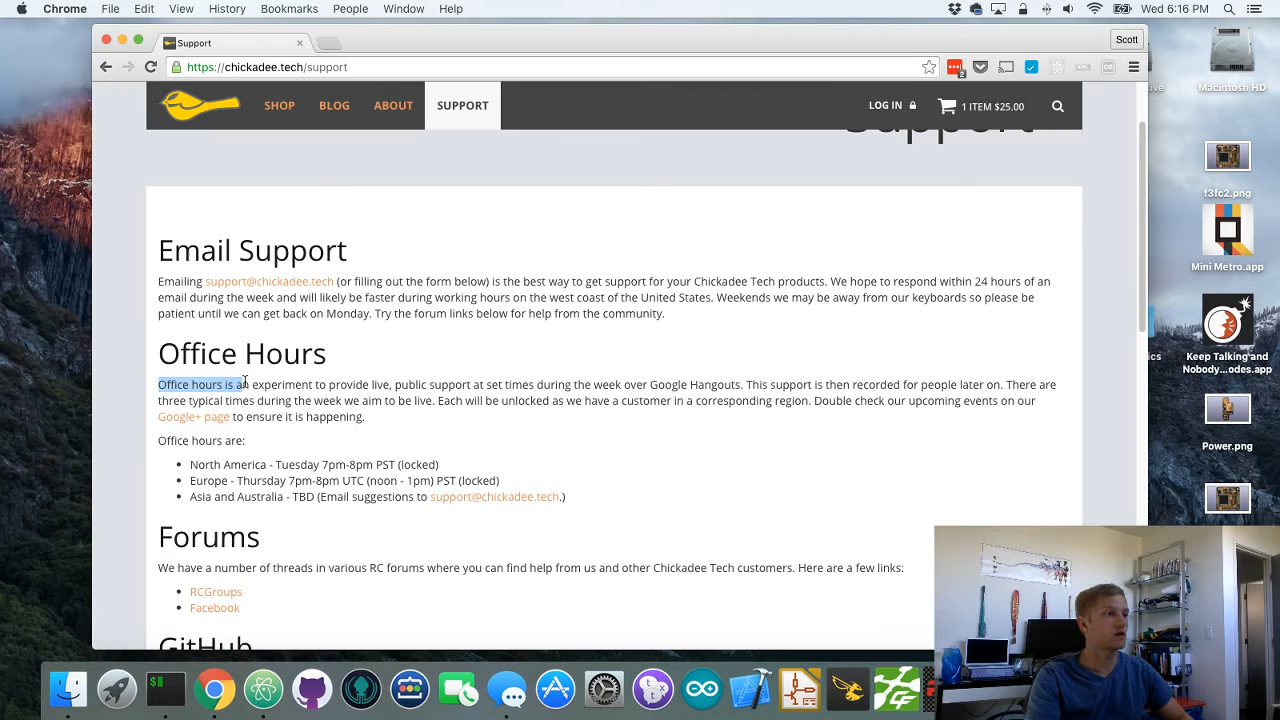 Chrome File Edit View History Bookmarks People Window Help Wed 6:16 PM
Support Scott
https://chickadee.tech/support
SHOP BLOG ABOUT SUPPORT LOG IN 1 ITEM $25.00
Support
Email Support
Emailing support@chickadee.tech (or filling out the form below) is the best way to get support for your Chickadee Tech products. We hope to respond within 24 hours of an
email during the week and will likely be faster during working hours on the west coast of the United States. Weekends we may be away from our keyboards so please be
patient until we can get back on Monday. Try the forum links below for help from the community.
Office Hours
Office hours is an experiment to provide live, public support at set times during the week over Google Hangouts. This support is then recorded for people later on. There are
three typical times during the week we aim to be live. Each will be unlocked as we have a customer in a corresponding region. Double check our upcoming events on our
Google+ page to ensure it is happening.
Office hours are:
• North America - Tuesday 7pm-8pm PST (locked)
• Europe - Thursday 7pm-8pm UTC (noon - 1pm) PST (locked)
• Asia and Australia - TBD (Email suggestions to support@chickadee.tech.)
Forums
We have a number of threads in various RC forums where you can find help from us and other Chickadee Tech customers. Here are a few links:
• RCGroups
• Facebook
GitHub
Macintosh HD
f3fc2.png
Mini Metro.app
Keep Talking and
Nobody...odes.app
Power.png